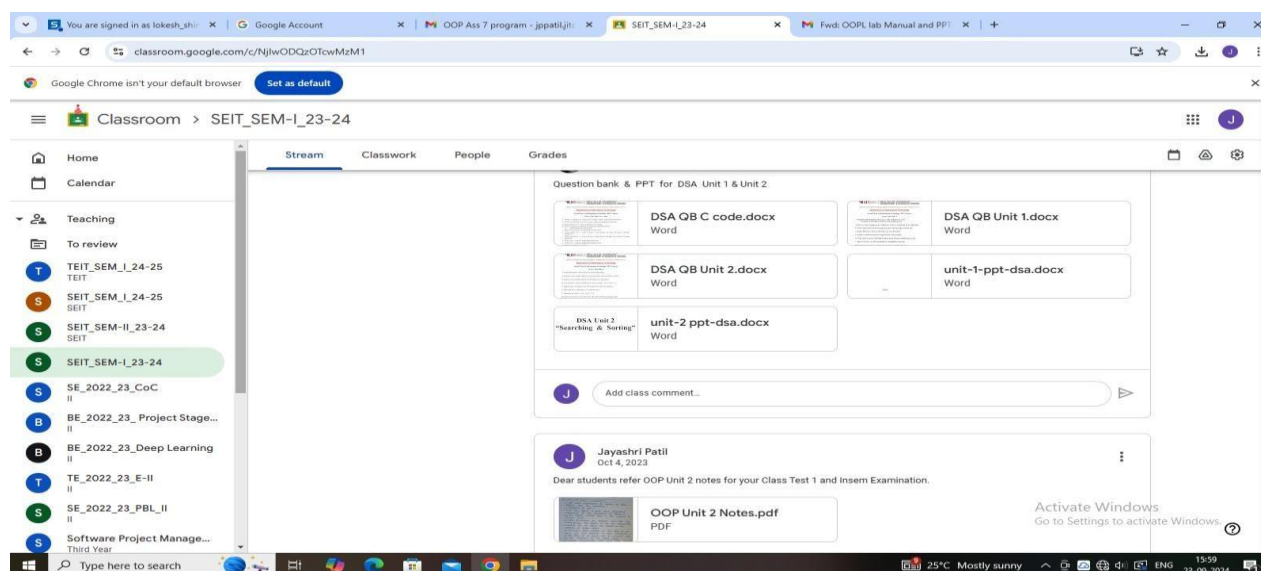 You are signed in as lokesh_shir
Google Account
OOP Ass 7 program - jppatil.jit
SEIT_SEM-I_23-24
Fwd: OOPL lab Manual and PPT
classroom.google.com/c/NjIwODQzOTcwMzM1
Google Chrome isn't your default browser
Set as default
Classroom > SEIT_SEM-I_23-24
J
Home
Calendar
Teaching
To review
T
TEIT_SEM_I_24-25
TEIT
S
SEIT_SEM_I_24-25
SEIT
S
SEIT_SEM-II_23-24
SEIT
S
SEIT_SEM-I_23-24
S
SE_2022_23_CoC
II
B
BE_2022_23_ Project Stage...
II
B
BE_2022_23_Deep Learning
II
T
TE_2022_23_E-II
II
S
SE_2022_23_PBL_II
II
S
Software Project Manage...
Third Year
Stream Classwork People Grades
Question bank & PPT for DSA Unit 1 & Unit 2
DSA QB C code.docx
Word
DSA QB Unit 1.docx
Word
DSA QB Unit 2.docx
Word
unit-1-ppt-dsa.docx
Word
DSA Unit 2
"Searching & Sorting"
unit-2 ppt-dsa.docx
Word
J
Add class comment...
J
Jayashri Patil
Oct 4, 2023
Dear students refer OOP Unit 2 notes for your Class Test 1 and Insem Examination.
OOP Unit 2 Notes.pdf
PDF
Activate Windows
Go to Settings to activate Windows.
Type here to search
25°C Mostly sunny
ENG
15:59
23-09-2024